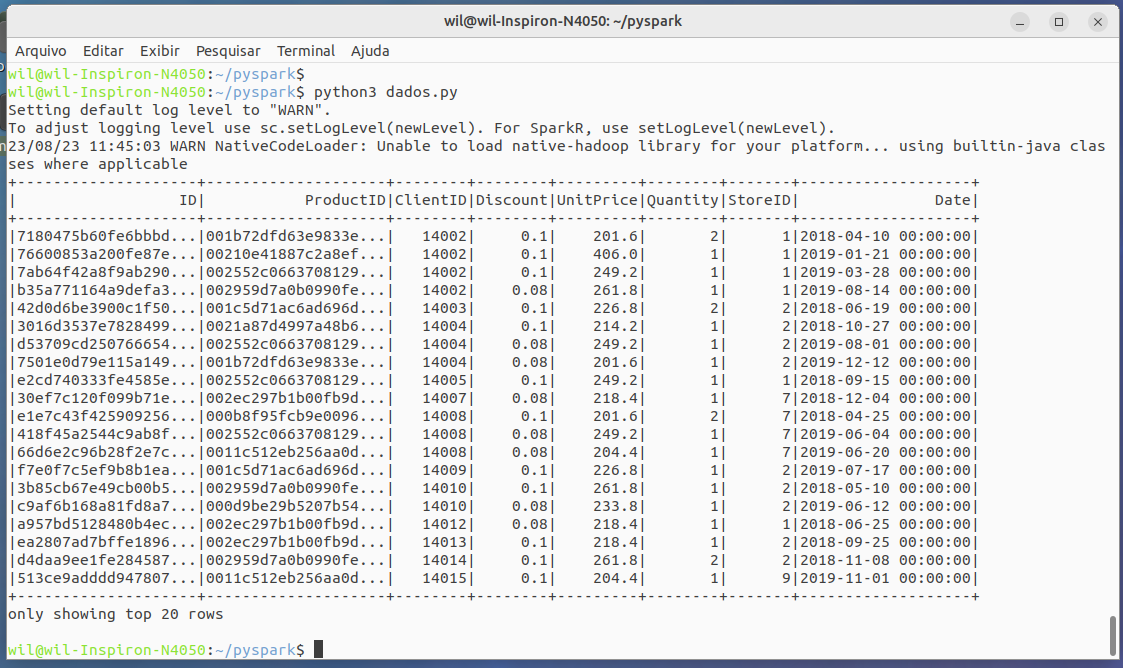 wil@wil-Inspiron-N4050: ~/pyspark
Arquivo Editar Exibir Pesquisar Terminal Ajuda
wil@wil-Inspiron-N4050:~/pyspark$
wil@wil-Inspiron-N4050:~/pyspark$ python3 dados.py
Setting default log level to "WARN".
To adjust logging level use sc.setLogLevel(newLevel). For SparkR, use setLogLevel(newLevel).
23/08/23 11:45:03 WARN NativeCodeLoader: Unable to load native-hadoop library for your platform... using builtin-java clas
ses where applicable
+--------------------+--------------------+--------+--------+---------+--------+-------+-------------------+
|                  ID|           ProductID|ClientID|Discount|UnitPrice|Quantity|StoreID|               Date|
+--------------------+--------------------+--------+--------+---------+--------+-------+-------------------+
|7180475b60fe6bbbd...|001b72dfd63e9833e...|   14002|     0.1|    201.6|       2|      1|2018-04-10 00:00:00|
|76600853a200fe87e...|00210e41887c2a8ef...|   14002|     0.1|    406.0|       1|      1|2019-01-21 00:00:00|
|7ab64f42a8f9ab290...|002552c0663708129...|   14002|     0.1|    249.2|       1|      1|2019-03-28 00:00:00|
|b35a771164a9defa3...|002959d7a0b0990fe...|   14002|    0.08|    261.8|       1|      1|2019-08-14 00:00:00|
|42d0d6be3900c1f50...|001c5d71ac6ad696d...|   14003|     0.1|    226.8|       2|      2|2018-06-19 00:00:00|
|3016d3537e7828499...|0021a87d4997a48b6...|   14004|     0.1|    214.2|       1|      2|2018-10-27 00:00:00|
|d53709cd250766654...|002552c0663708129...|   14004|    0.08|    249.2|       1|      2|2019-08-01 00:00:00|
|7501e0d79e115a149...|001b72dfd63e9833e...|   14004|    0.08|    201.6|       1|      2|2019-12-12 00:00:00|
|e2cd740333fe4585e...|002552c0663708129...|   14005|     0.1|    249.2|       1|      1|2018-09-15 00:00:00|
|30ef7c120f099b71e...|002ec297b1b00fb9d...|   14007|    0.08|    218.4|       1|      7|2018-12-04 00:00:00|
|e1e7c43f425909256...|000b8f95fcb9e0096...|   14008|     0.1|    201.6|       2|      7|2018-04-25 00:00:00|
|418f45a2544c9ab8f...|002552c0663708129...|   14008|    0.08|    249.2|       1|      7|2019-06-04 00:00:00|
|66d6e2c96b28f2e7c...|0011c512eb256aa0d...|   14008|    0.08|    204.4|       1|      7|2019-06-20 00:00:00|
|f7e0f7c5ef9b8b1ea...|001c5d71ac6ad696d...|   14009|     0.1|    226.8|       1|      2|2019-07-17 00:00:00|
|3b85cb67e49cb00b5...|002959d7a0b0990fe...|   14010|     0.1|    261.8|       1|      2|2018-05-10 00:00:00|
|c9af6b168a81fd8a7...|000d9be29b5207b54...|   14010|    0.08|    233.8|       1|      2|2019-06-12 00:00:00|
|a957bd5128480b4ec...|002ec297b1b00fb9d...|   14012|    0.08|    218.4|       1|      1|2018-06-25 00:00:00|
|ea2807ad7bffe1896...|002ec297b1b00fb9d...|   14013|     0.1|    218.4|       1|      2|2018-09-25 00:00:00|
|d4daa9ee1fe284587...|002959d7a0b0990fe...|   14014|     0.1|    261.8|       2|      2|2018-11-08 00:00:00|
|513ce9adddd947807...|0011c512eb256aa0d...|   14015|     0.1|    204.4|       1|      9|2019-11-01 00:00:00|
+--------------------+--------------------+--------+--------+---------+--------+-------+-------------------+
only showing top 20 rows
wil@wil-Inspiron-N4050:~/pyspark$